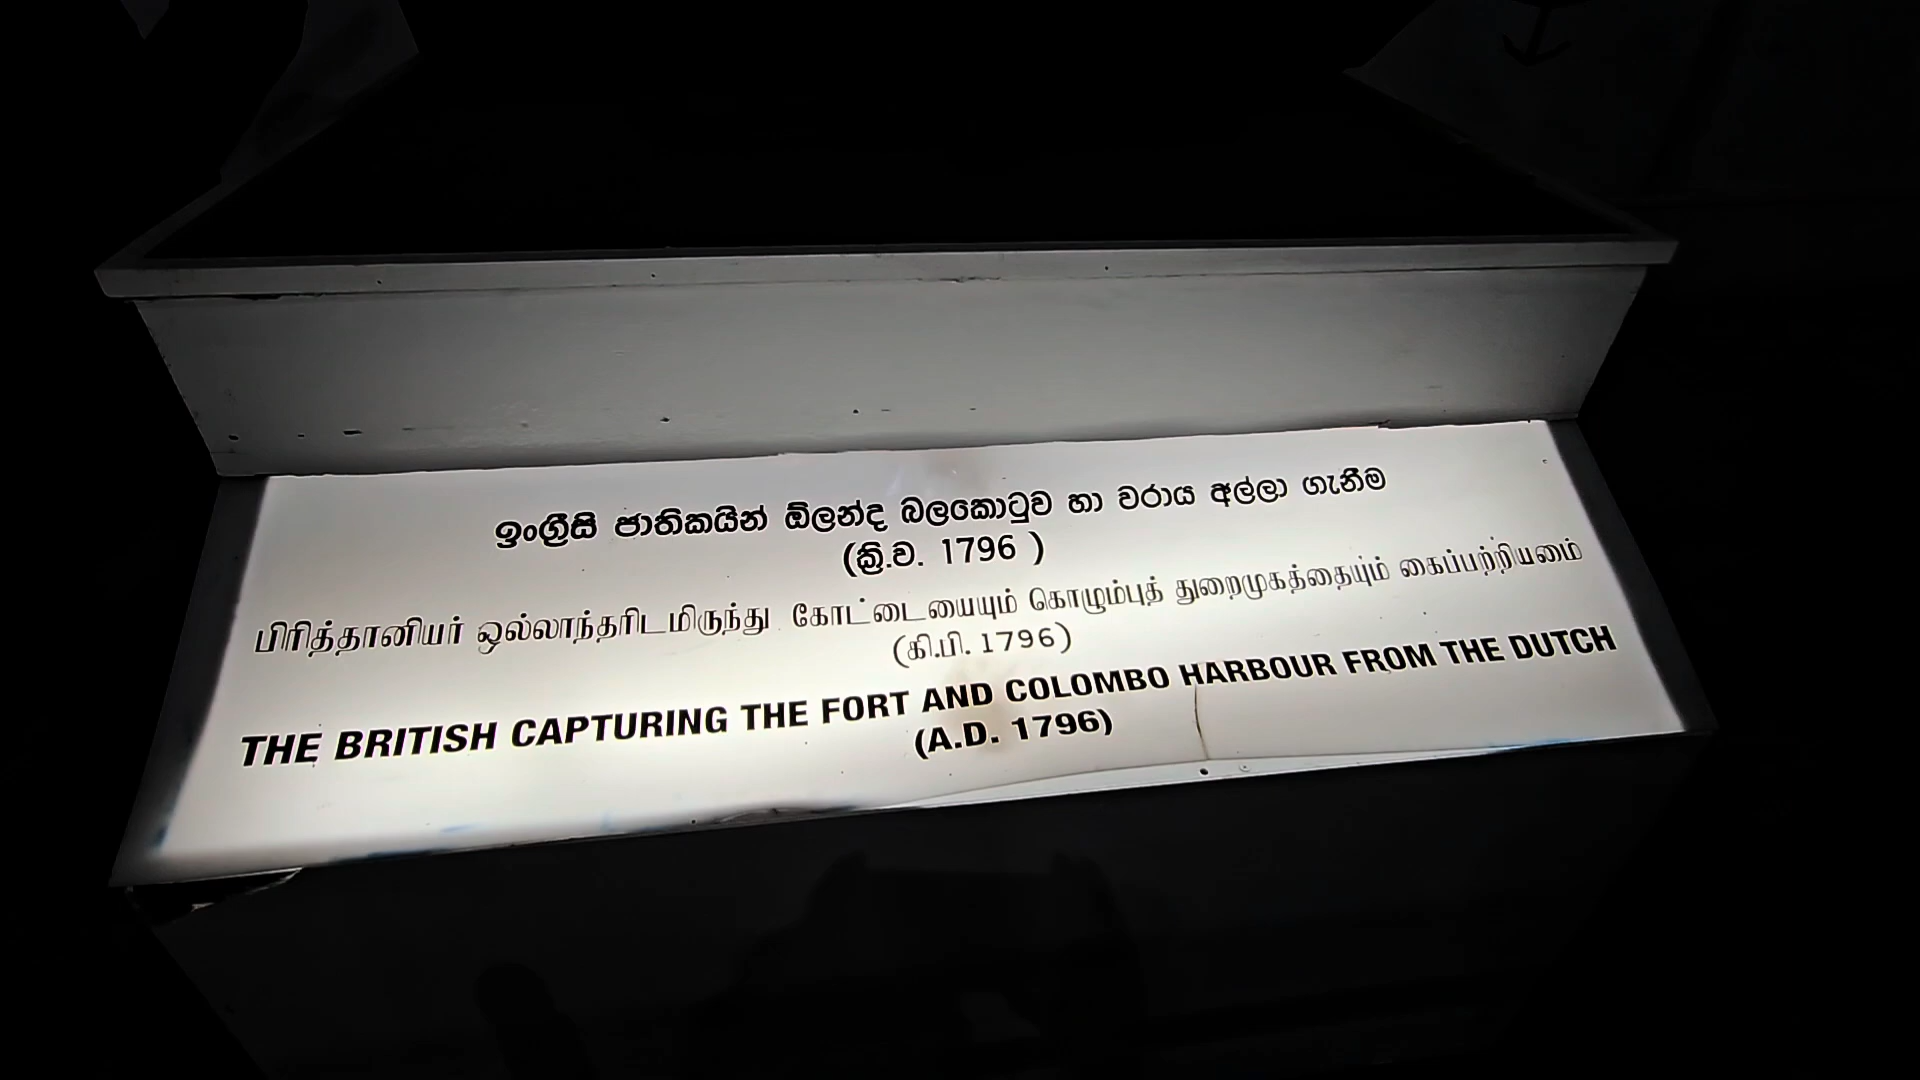 ඉංග්‍රීසි ජාතිකයින් ඕලන්ද බලකොටුව හා වරාය අල්ලා ගැනීම
(ක්‍රි.ව. 1796 )
பிரித்தானியர் ஒல்லாந்தரிடமிருந்து கோட்டையையும் கொழும்புத் துறைமுகத்தையும் கைப்பற்றியமை
(கி.பி. 1796)
THE BRITISH CAPTURING THE FORT AND COLOMBO HARBOUR FROM THE DUTCH
(A.D. 1796)